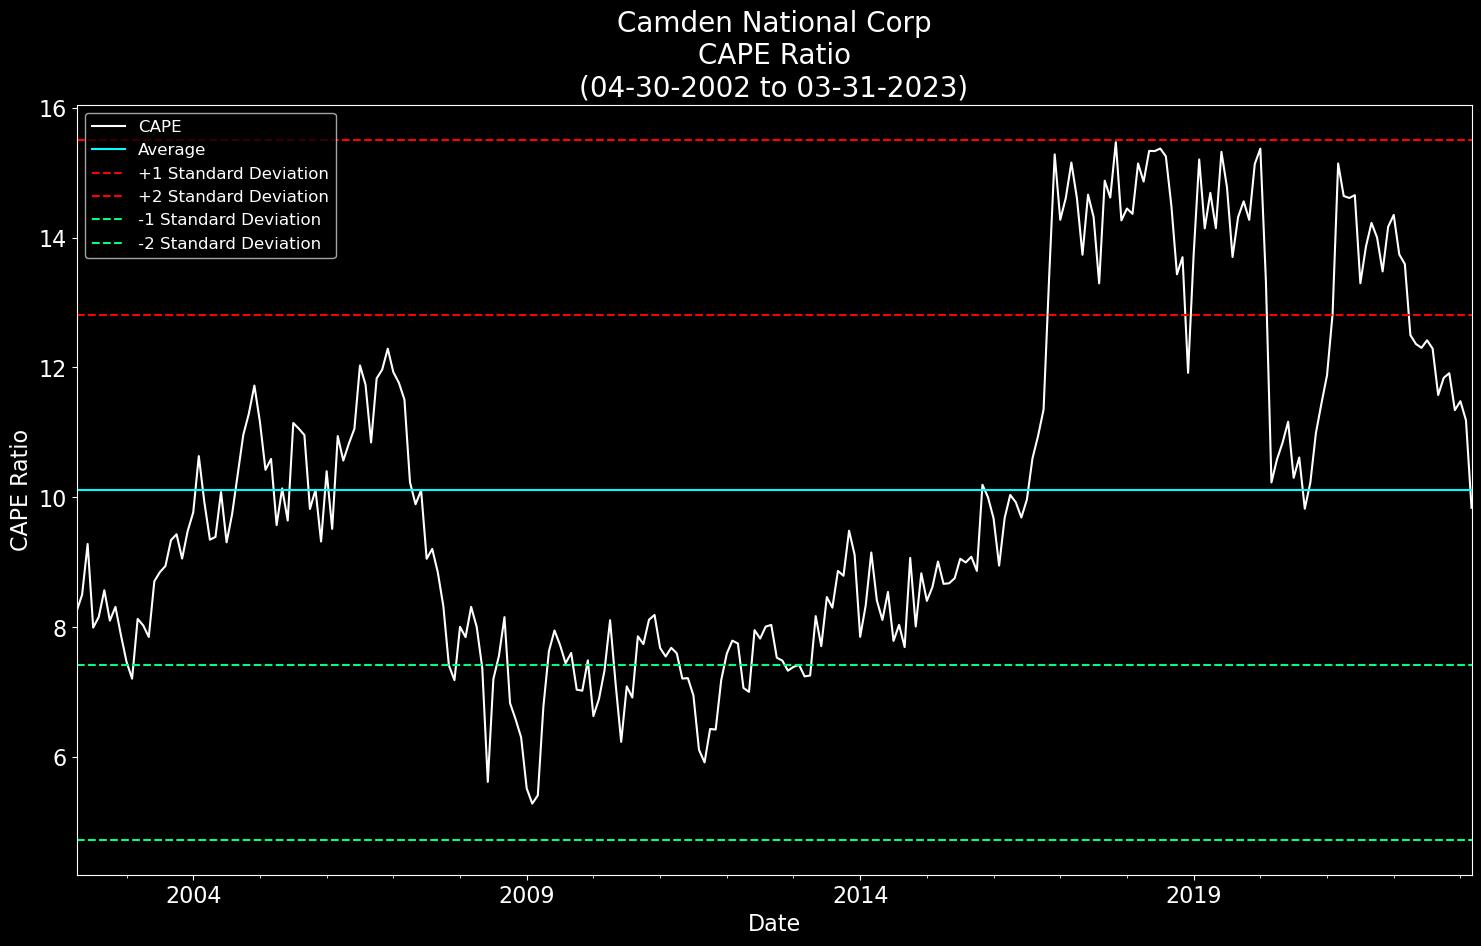 Camden National Corp
CAPE Ratio
(04-30-2002 to 03-31-2023)
16
CAPE
Average
+1 Standard Deviation
+2 Standard Deviation
-1 Standard Deviation
-2 Standard Deviation
14
12
10
8
6
CAPE Ratio
2004
2009
2014
2019
Date